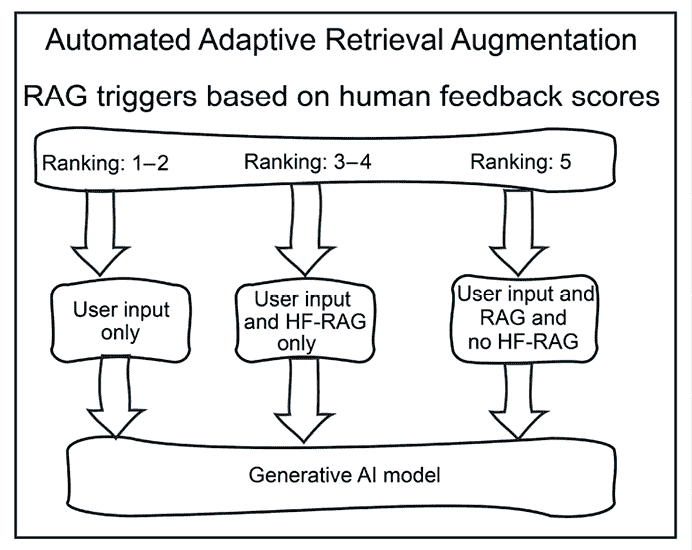 Automated Adaptive Retrieval Augmentation
RAG triggers based on human feedback scores
Ranking: 1–2
Ranking: 3–4
Ranking: 5
User input
only
User input
and HF-RAG
only
User input and
RAG and
no HF-RAG
Generative AI model